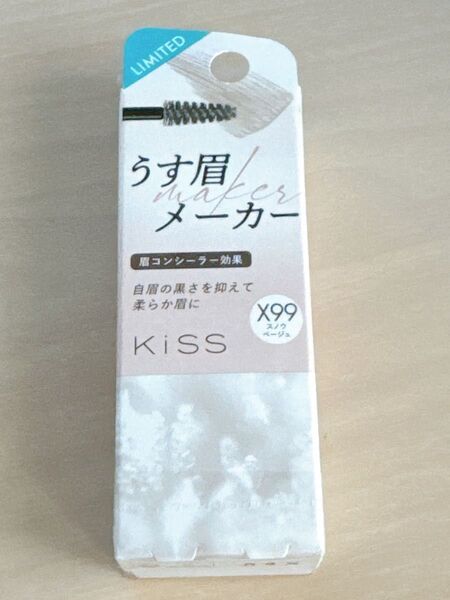 LIMITED
うす眉
maker
メーカー
眉コンシーラー効果
自眉の黒さを抑えて
柔らか眉に
X99
スノウ
ベージュ
KiSS